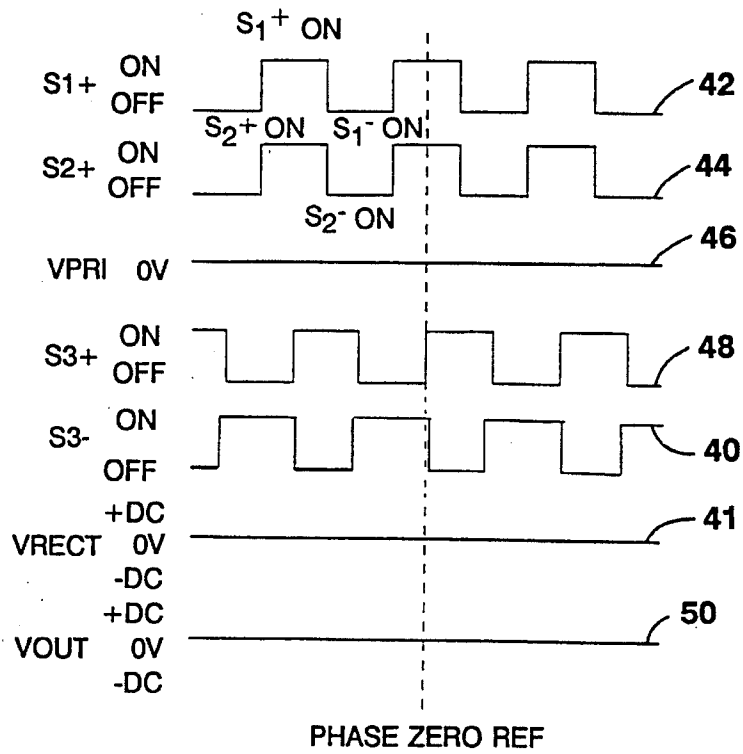 S₁⁺ ON
S1+ ON
OFF
42
S₂⁺ ON S₁⁻ ON
S2+ ON
OFF
44
S₂⁻ ON
46
VPRI 0V
S3+ ON
OFF
48
S3- ON
OFF
40
+DC
VRECT 0V
-DC
41
+DC
VOUT 0V
-DC
50
PHASE ZERO REF